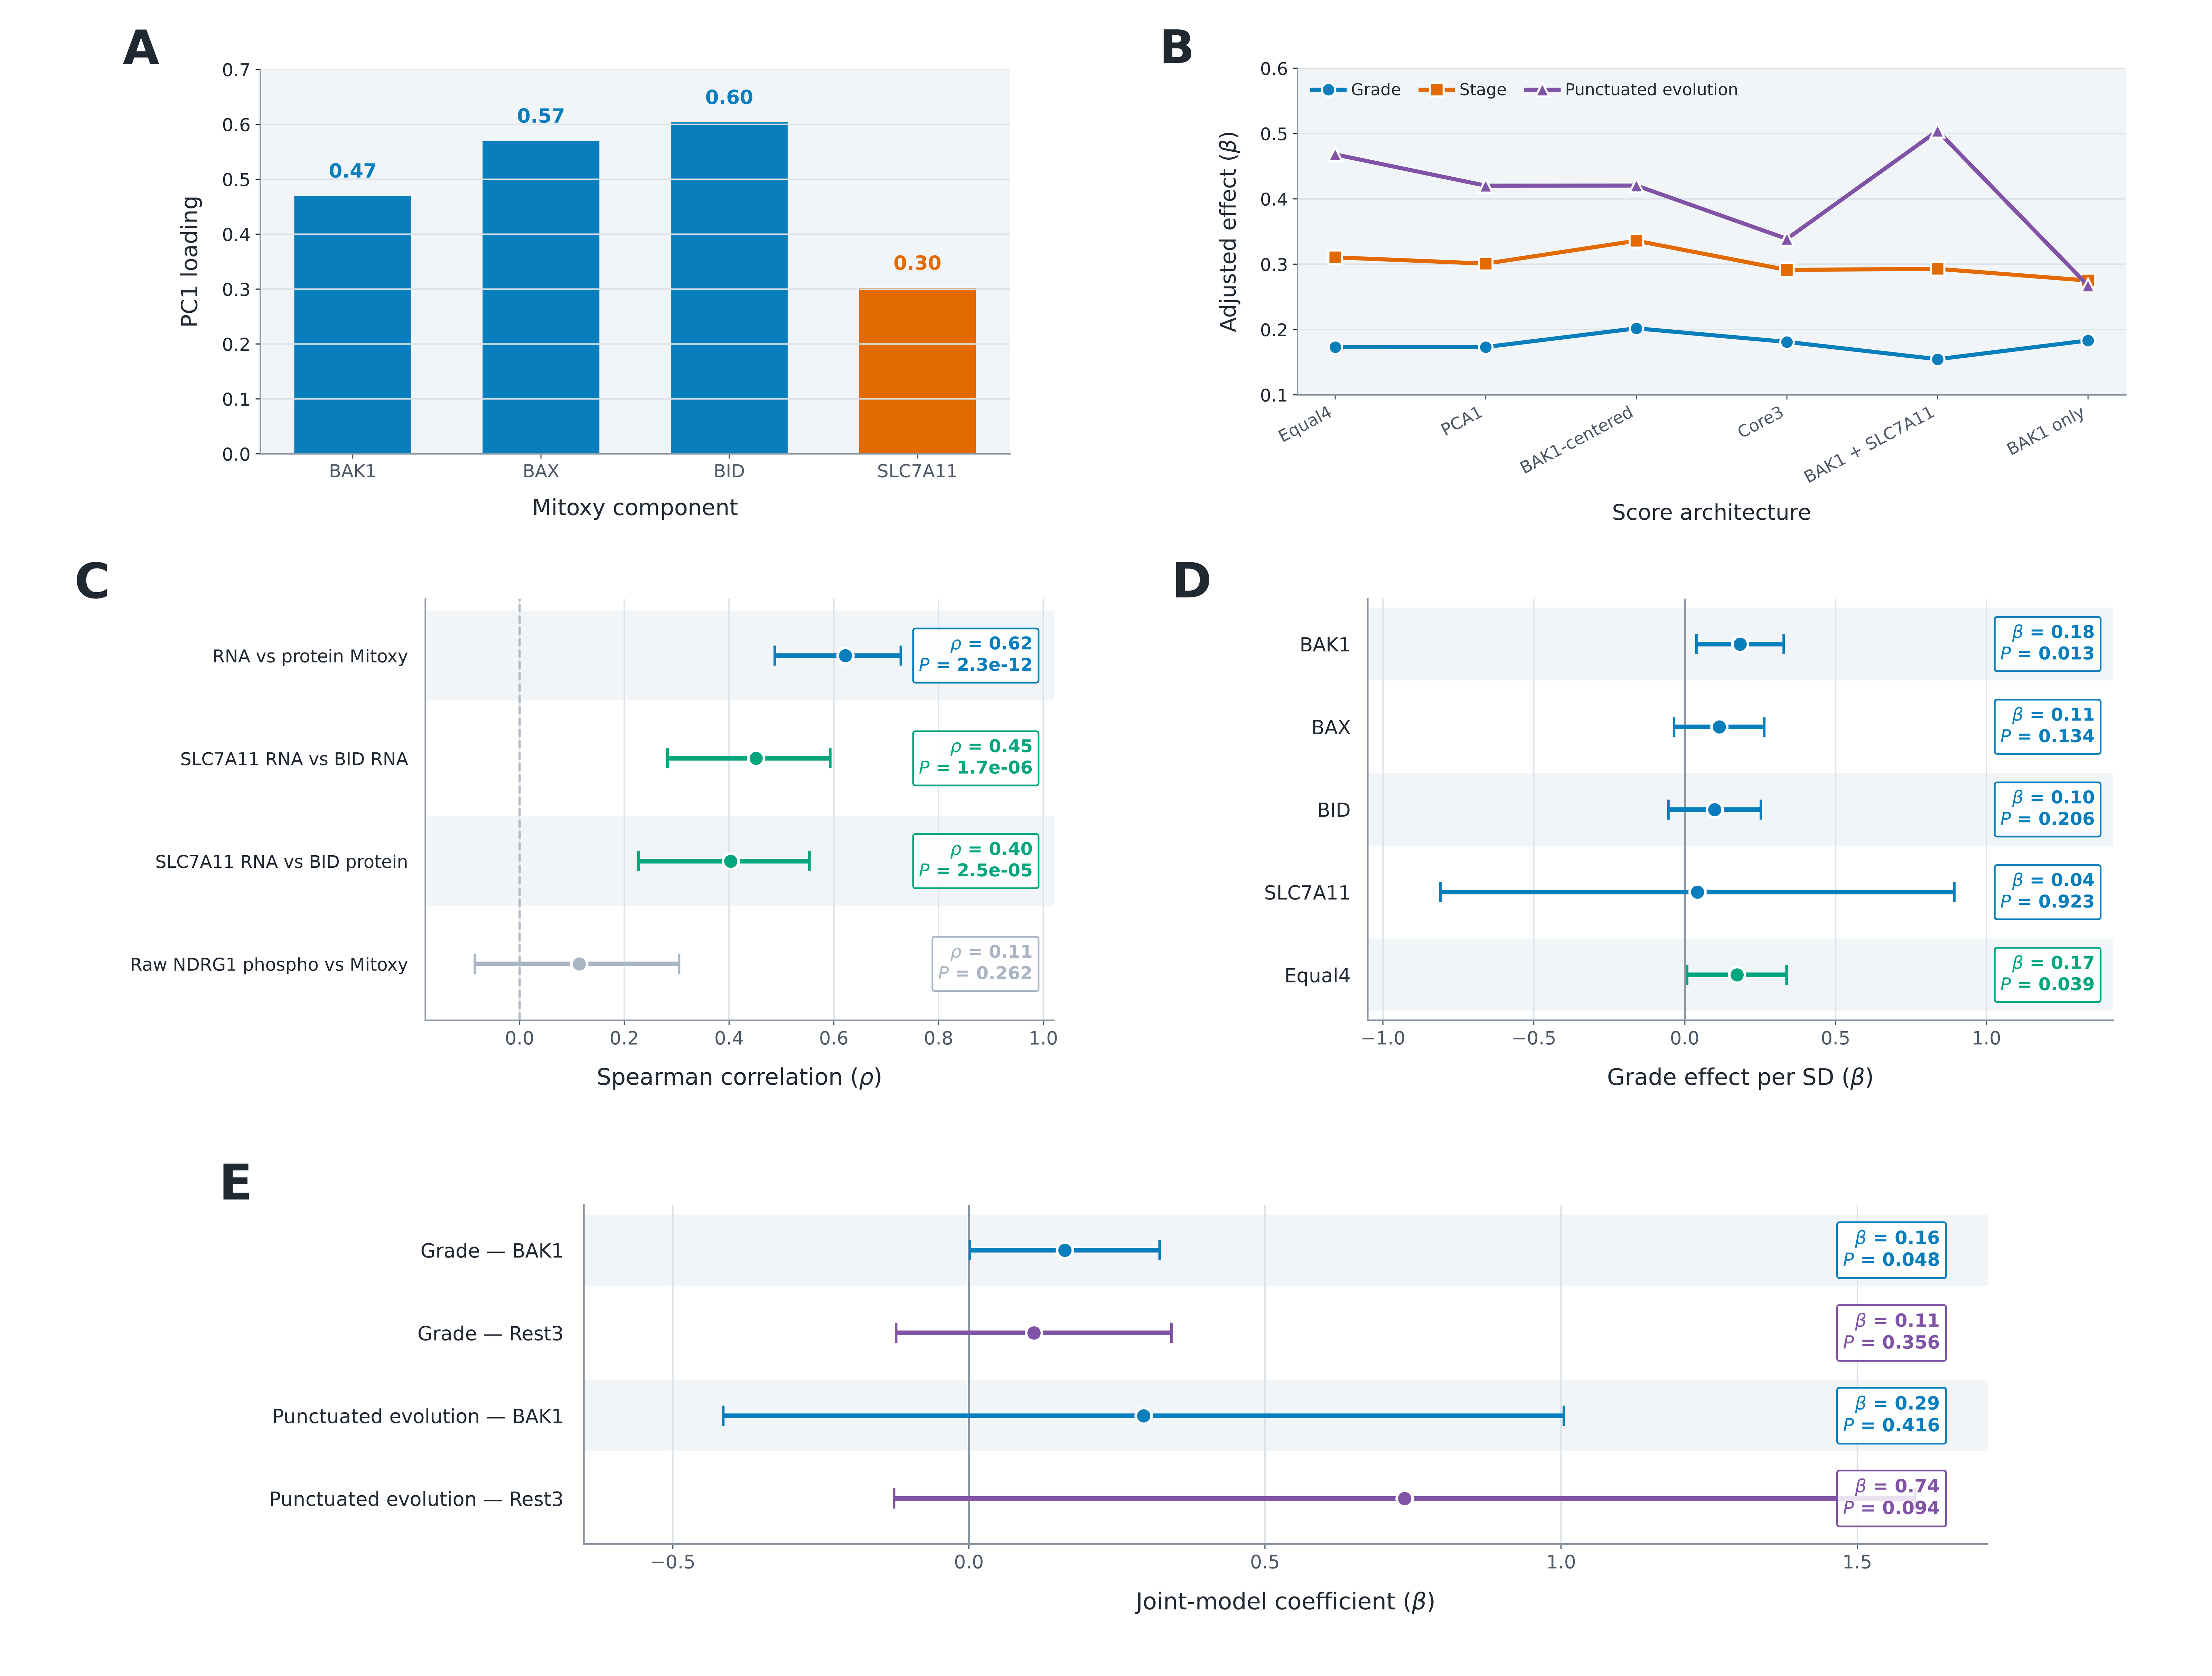 A
0.7
0.6
0.5
0.4
0.3
0.2
0.1
0.0
PC1 loading
0.47
0.57
0.60
0.30
BAK1
BAX
BID
SLC7A11
Mitoxy component
B
0.6
0.5
0.4
0.3
0.2
0.1
Adjusted effect (β)
Grade
Stage
Punctuated evolution
Equal4
PCA1
BAK1-centered
Core3
BAK1 + SLC7A11
BAK1 only
Score architecture
C
RNA vs protein Mitoxy
ρ = 0.62
P = 2.3e-12
SLC7A11 RNA vs BID RNA
ρ = 0.45
P = 1.7e-06
SLC7A11 RNA vs BID protein
ρ = 0.40
P = 2.5e-05
Raw NDRG1 phospho vs Mitoxy
ρ = 0.11
P = 0.262
0.0 0.2 0.4 0.6 0.8 1.0
Spearman correlation (ρ)
D
BAK1
β = 0.18
P = 0.013
BAX
β = 0.11
P = 0.134
BID
β = 0.10
P = 0.206
SLC7A11
β = 0.04
P = 0.923
Equal4
β = 0.17
P = 0.039
−1.0 −0.5 0.0 0.5 1.0
Grade effect per SD (β)
E
Grade — BAK1
β = 0.16
P = 0.048
Grade — Rest3
β = 0.11
P = 0.356
Punctuated evolution — BAK1
β = 0.29
P = 0.416
Punctuated evolution — Rest3
β = 0.74
P = 0.094
−0.5 0.0 0.5 1.0 1.5
Joint-model coefficient (β)